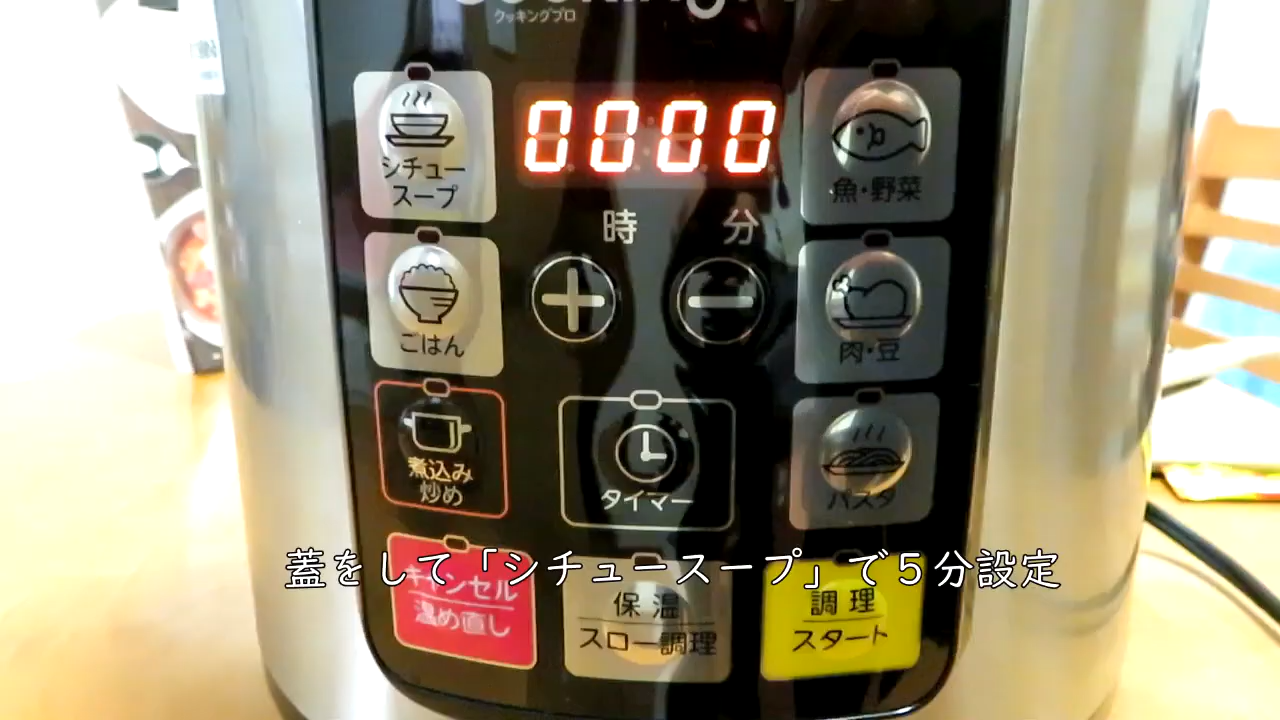 クッキングプロ
0000
シチュー
スープ
魚・野菜
時 分
ごはん
肉・豆
煮込み
炒め
タイマー
パスタ
蓋をして「シチュースープ」で５分設定
キャンセル
温め直し
保温
スロー調理
調理
スタート